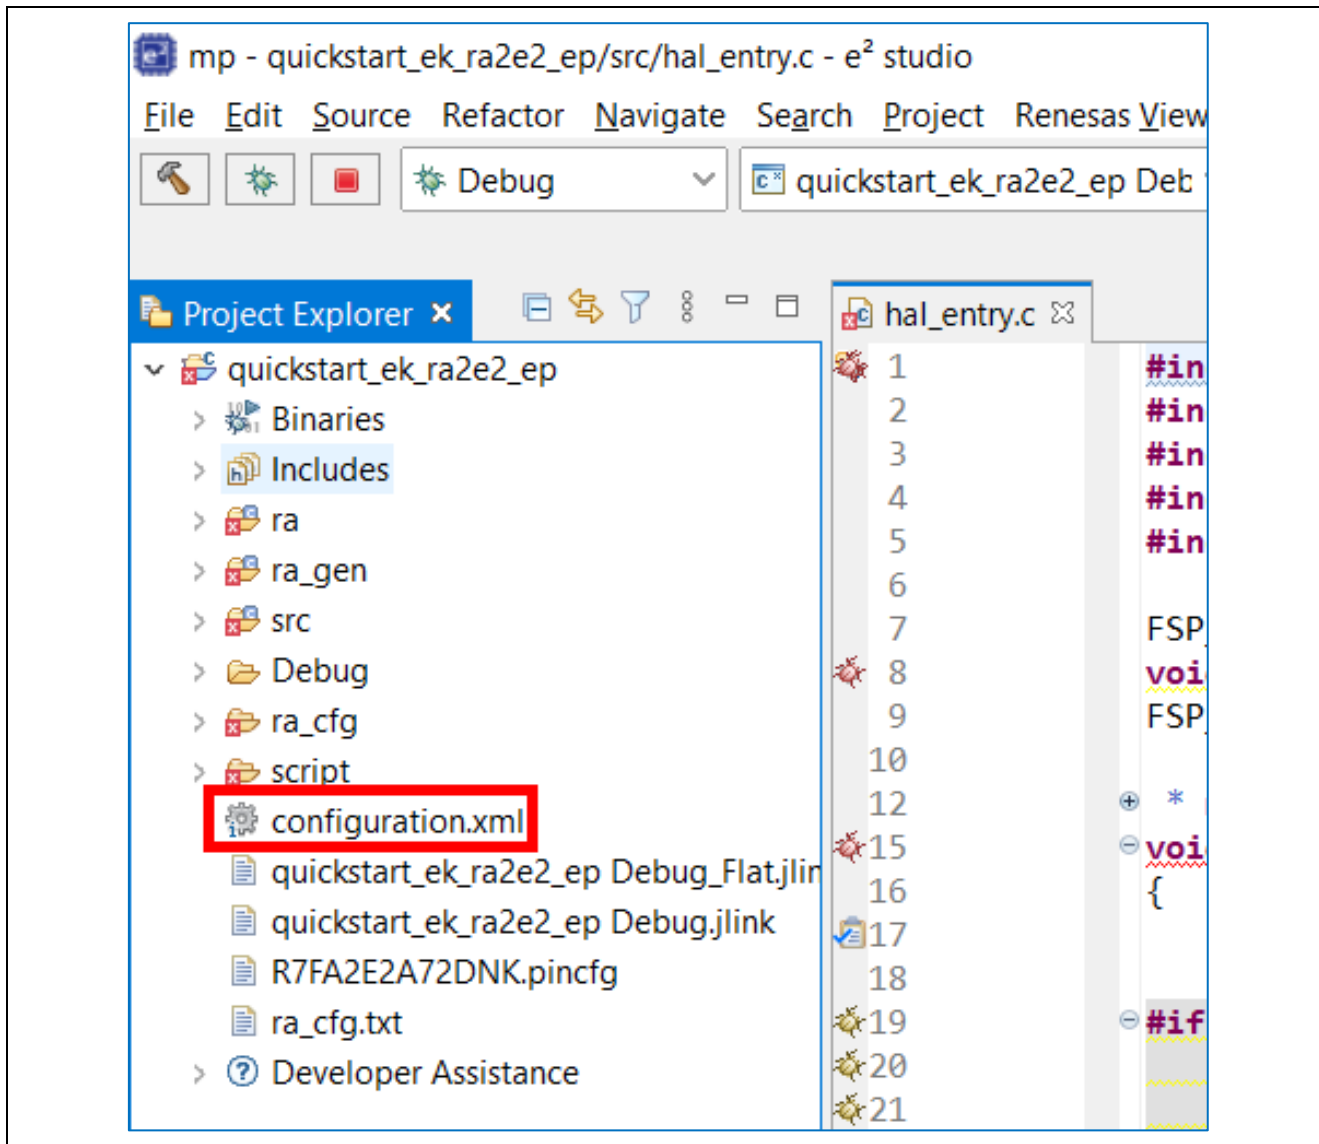 mp - quickstart_ek_ra2e2_ep/src/hal_entry.c - e² studio
File Edit Source Refactor Navigate Search Project Renesas View
Debug
quickstart_ek_ra2e2_ep Deb
Project Explorer
hal_entry.c
quickstart_ek_ra2e2_ep
Binaries
Includes
ra
ra_gen
src
Debug
ra_cfg
script
configuration.xml
quickstart_ek_ra2e2_ep Debug_Flat.jlin
quickstart_ek_ra2e2_ep Debug.jlink
R7FA2E2A72DNK.pincfg
ra_cfg.txt
Developer Assistance
1 #in
2 #in
3 #in
4 #in
5 #in
6
7 FSP_
8 voi
9 FSP_
10
12 *
15 voi
16 {
17
18
19 #if
20
21